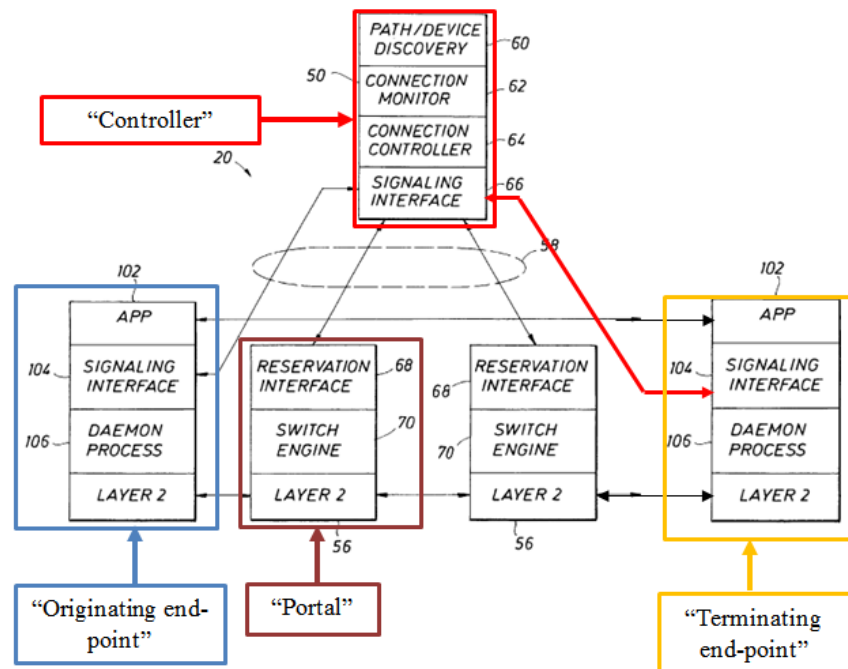 PATH/DEVICE
DISCOVERY
60
50
CONNECTION
MONITOR
62
CONNECTION
CONTROLLER
64
SIGNALING
INTERFACE
66
“Controller”
20
58
102
APP
104
SIGNALING
INTERFACE
106
DAEMON
PROCESS
LAYER 2
RESERVATION
INTERFACE
68
SWITCH
ENGINE
70
LAYER 2
56
RESERVATION
INTERFACE
68
SWITCH
ENGINE
70
LAYER 2
56
102
APP
104
SIGNALING
INTERFACE
106
DAEMON
PROCESS
LAYER 2
“Originating end-
point”
“Portal”
“Terminating
end-point”